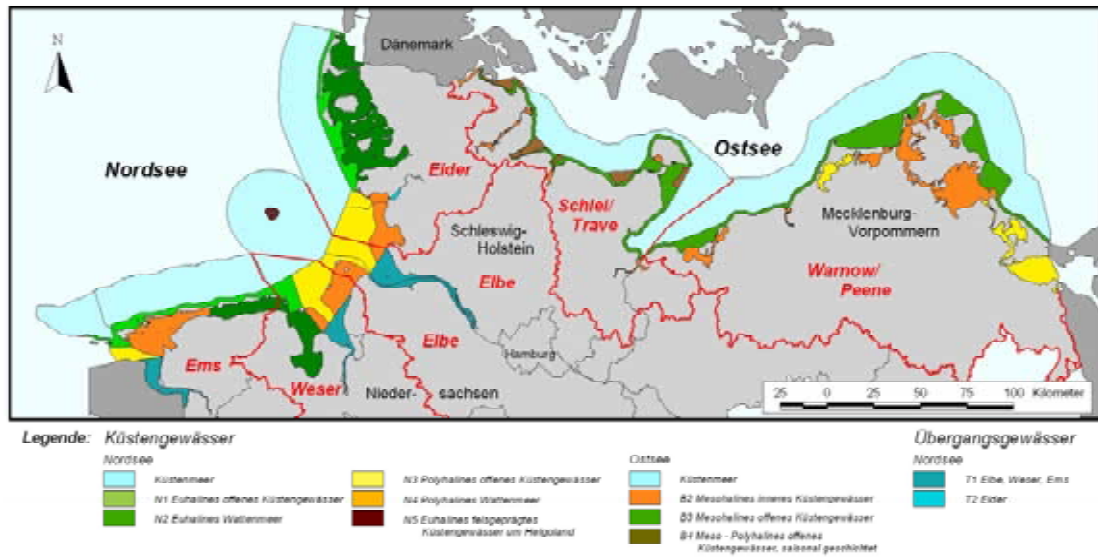 N
Dänemark
Nordsee
Ostsee
Eider
Schlei/
Trave
Schleswig-
Holstein
Mecklenburg-
Vorpommern
Elbe
Warnow/
Peene
Elbe
Hamburg
Ems
Weser
Nieder- sachsen
25 0 25 50 75 100 Kilometer
Legende: Küstengewässer
Nordsee
Küstenmeer
N1 Euhalines offenes Küstengewässer
N2 Euhalines Wattenmeer
N3 Polyhalines offenes Küstengewässer
N4 Polyhalines Wattenmeer
N5 Euhalines felsgeprägtes
Küstengewässer um Helgoland
Ostsee
Küstenmeer
B2 Mesohalines inneres Küstengewässer
B3 Mesohalines offenes Küstengewässer
Meso - Polyhalines offenes
Küstengewässer, saisonal geschichtet
Übergangsgewässer
Nordsee
T1 Elbe, Weser, Ems
T2 Eider